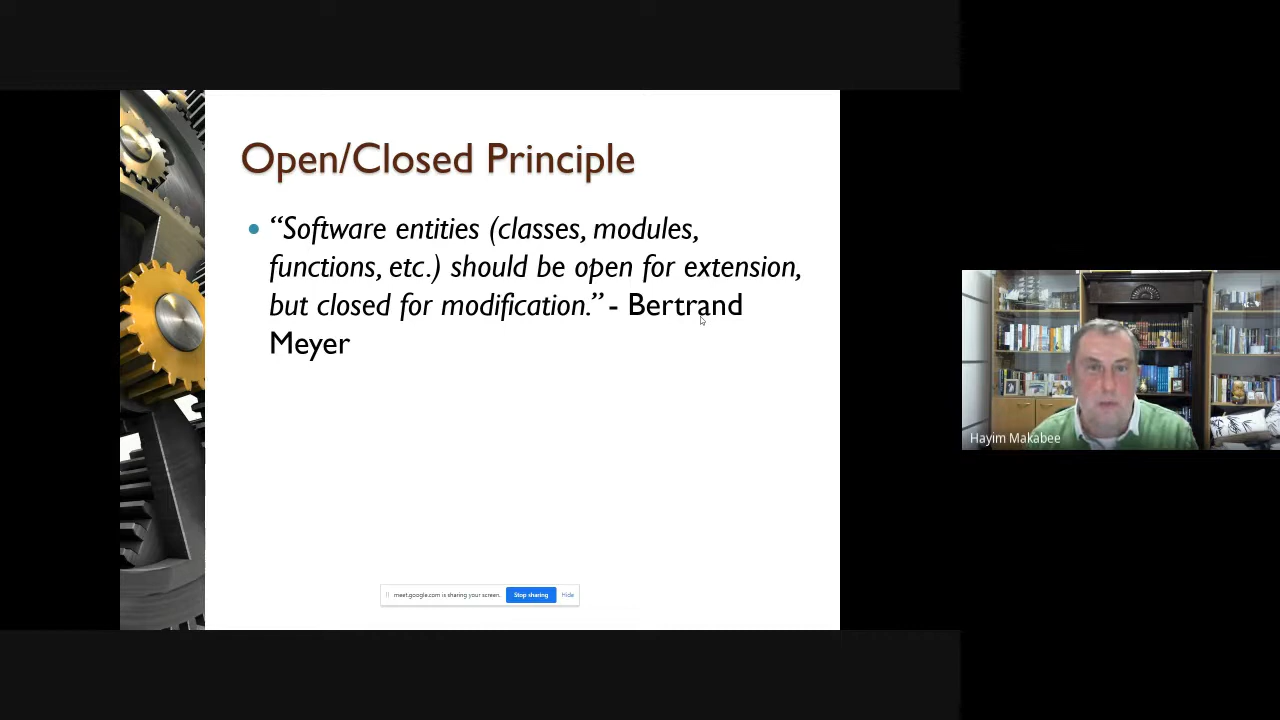 Open/Closed Principle
• “Software entities (classes, modules,
functions, etc.) should be open for extension,
but closed for modification.” - Bertrand
Meyer
Hayim Makabee
meet.google.com is sharing your screen.
Stop sharing
Hide